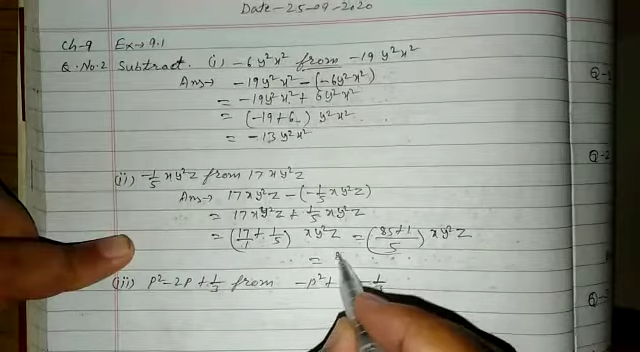 Date-25-09-2020
Ch-9 Ex→9.1
Q.No.2 Subtract. (i) -6y²x² from -19y²x²
Ans→ -19y²x² - (-6y²x²)
= -19y²x² + 6y²x²
= (-19+6) y²x²
= -13y²x²
(ii) -1/5 xy²z from 17xy²z
Ans→ 17xy²z - (-1/5 xy²z)
= 17xy²z + 1/5 xy²z
= (17/1 + 1/5) xy²z = (85+1/5) xy²z
=
(iii) p²-2p+1/3 from -p²+
Q-2